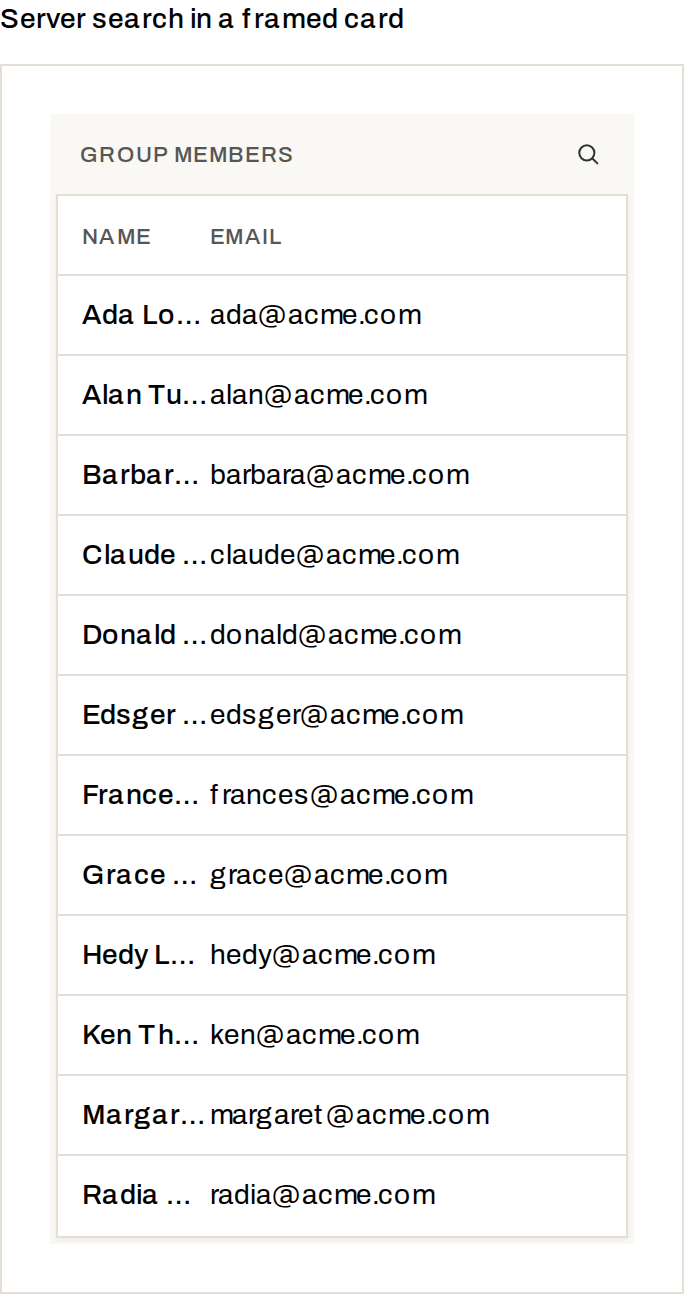 Server search in a framed card
GROUP MEMBERS
NAME EMAIL
Ada Lo... ada@acme.com
Alan Tu... alan@acme.com
Barbar... barbara@acme.com
Claude ... claude@acme.com
Donald ... donald@acme.com
Edsger ... edsger@acme.com
France... frances@acme.com
Grace ... grace@acme.com
Hedy L... hedy@acme.com
Ken Th... ken@acme.com
Margar... margaret@acme.com
Radia ... radia@acme.com